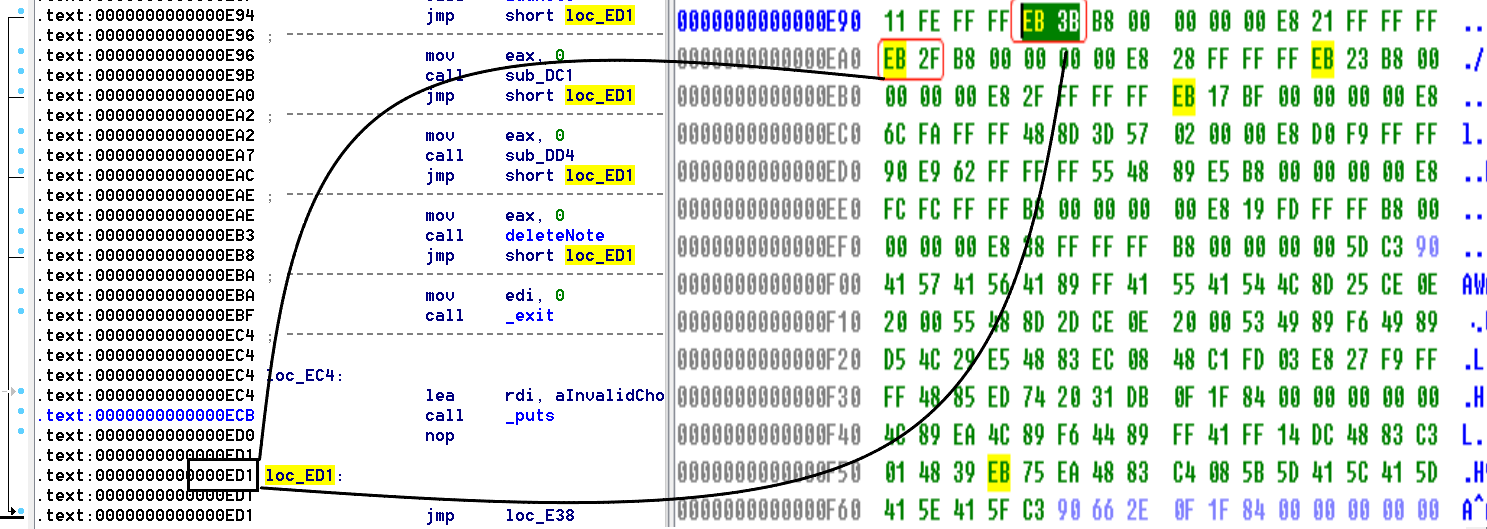 .text:0000000000000E94 jmp short loc_ED1
.text:0000000000000E96 ; ---------------------------------------
.text:0000000000000E96 mov eax, 0
.text:0000000000000E9B call sub_DC1
.text:0000000000000EA0 jmp short loc_ED1
.text:0000000000000EA2 ; ---------------------------------------
.text:0000000000000EA2 mov eax, 0
.text:0000000000000EA7 call sub_DD4
.text:0000000000000EAC jmp short loc_ED1
.text:0000000000000EAE ; ---------------------------------------
.text:0000000000000EAE mov eax, 0
.text:0000000000000EB3 call deleteNote
.text:0000000000000EB8 jmp short loc_ED1
.text:0000000000000EBA ; ---------------------------------------
.text:0000000000000EBA mov edi, 0
.text:0000000000000EBF call _exit
.text:0000000000000EC4 ; ---------------------------------------
.text:0000000000000EC4
.text:0000000000000EC4 loc_EC4:
.text:0000000000000EC4 lea rdi, aInvalidCho
.text:0000000000000ECB call _puts
.text:0000000000000ED0 nop
.text:0000000000000ED1
.text:0000000000000ED1 loc_ED1:
.text:0000000000000ED1
.text:0000000000000ED1 jmp loc_E38
0000000000000E90 11 FE FF FF EB 3B B8 00 00 00 00 E8 21 FF FF FF ..
0000000000000EA0 EB 2F B8 00 00 00 00 E8 28 FF FF FF EB 23 B8 00 ./
0000000000000EB0 00 00 00 E8 2F FF FF FF EB 17 BF 00 00 00 00 E8 ..
0000000000000EC0 6C FA FF FF 48 8D 3D 57 02 00 00 E8 D0 F9 FF FF l.
0000000000000ED0 90 E9 62 FF FF FF 55 48 89 E5 B8 00 00 00 00 E8 ..
0000000000000EE0 FC FC FF FF B8 00 00 00 00 E8 19 FD FF FF B8 00 ..
0000000000000EF0 00 00 00 E8 38 FF FF FF B8 00 00 00 00 5D C3 90 ..
0000000000000F00 41 57 41 56 41 89 FF 41 55 41 54 4C 8D 25 CE 0E AW
0000000000000F10 20 00 55 48 8D 2D CE 0E 20 00 53 49 89 F6 49 89 ..
0000000000000F20 D5 4C 29 E5 48 83 EC 08 48 C1 FD 03 E8 27 F9 FF .L
0000000000000F30 FF 48 85 ED 74 20 31 DB 0F 1F 84 00 00 00 00 00 .H
0000000000000F40 4C 89 EA 4C 89 F6 44 89 FF 41 FF 14 DC 48 83 C3 L.
0000000000000F50 01 48 39 EB 75 EA 48 83 C4 08 5B 5D 41 5C 41 5D .H
0000000000000F60 41 5E 41 5F C3 90 66 2E 0F 1F 84 00 00 00 00 00 A^